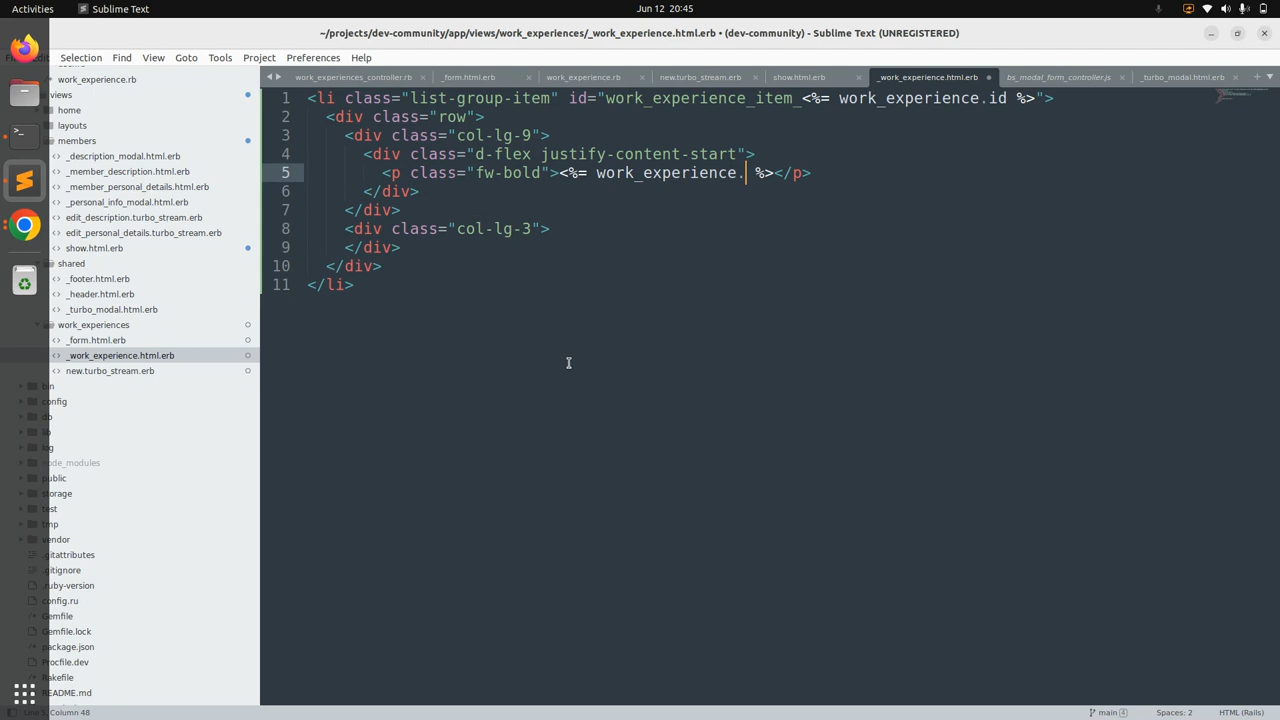 Activities
Sublime Text
Jun 12 20:45
~/projects/dev-community/app/views/work_experiences/_work_experience.html.erb • (dev-community) - Sublime Text (UNREGISTERED)
Selection Find View Goto Tools Project Preferences Help
work_experiences_controller.rb
_form.html.erb
work_experience.rb
new.turbo_stream.erb
show.html.erb
_work_experience.html.erb
bs_modal_form_controller.js
_turbo_modal.html.erb
work_experience.rb
views
home
layouts
members
_description_modal.html.erb
_member_description.html.erb
_member_personal_details.html.erb
_personal_info_modal.html.erb
edit_description.turbo_stream.erb
edit_personal_details.turbo_stream.erb
show.html.erb
shared
_footer.html.erb
_header.html.erb
_turbo_modal.html.erb
work_experiences
_form.html.erb
_work_experience.html.erb
new.turbo_stream.erb
bin
config
db
lib
log
node_modules
public
storage
test
tmp
vendor
.gitattributes
.gitignore
.ruby-version
config.ru
Gemfile
Gemfile.lock
package.json
Procfile.dev
Rakefile
README.md
1 <li class="list-group-item" id="work_experience_item_<%= work_experience.id %>">
2 <div class="row">
3 <div class="col-lg-9">
4 <div class="d-flex justify-content-start">
5 <p class="fw-bold"><%= work_experience. %></p>
6 </div>
7 </div>
8 <div class="col-lg-3">
9 </div>
10 </div>
11 </li>
Line 5, Column 48
main 4
Spaces: 2
HTML (Rails)